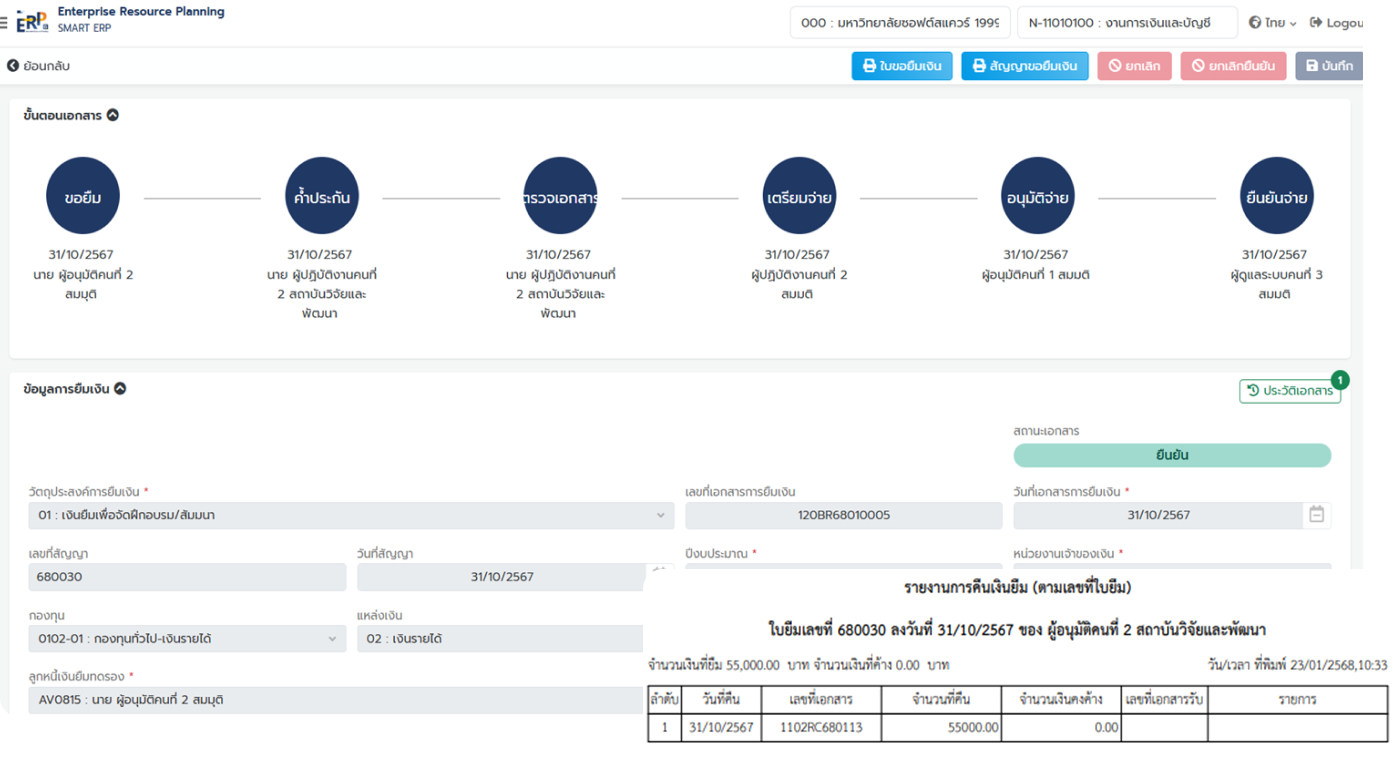 Enterprise Resource Planning
ERP SMART ERP
000 : มหาวิทยาลัยซอฟต์สแควร์ 1999
N-11010100 : งานการเงินและบัญชี
ไทย
Logou
ย้อนกลับ
ใบขอยืมเงิน
สัญญาขอยืมเงิน
ยกเลิก
ยกเลิกยืนยัน
บันทึก
ขั้นตอนเอกสาร
ขอยืม
ค้ำประกัน
ตรวจเอกสาร
เตรียมจ่าย
อนุมัติจ่าย
ยืนยันจ่าย
31/10/2567
นาย ผู้อนุมัติคนที่ 2
สมมุติ
31/10/2567
นาย ผู้ปฏิบัติงานคนที่
2 สถาบันวิจัยและ
พัฒนา
31/10/2567
นาย ผู้ปฏิบัติงานคนที่
2 สถาบันวิจัยและ
พัฒนา
31/10/2567
ผู้ปฏิบัติงานคนที่ 2
สมมติ
31/10/2567
ผู้อนุมัติคนที่ 1 สมมติ
31/10/2567
ผู้ดูแลระบบคนที่ 3
สมมติ
ข้อมูลการยืมเงิน
ประวัติเอกสาร
1
สถานะเอกสาร
ยืนยัน
วัตถุประสงค์การยืมเงิน *
เลขที่เอกสารการยืมเงิน
วันที่เอกสารการยืมเงิน *
01 : เงินยืมเพื่อจัดฝึกอบรม/สัมมนา
120BR68010005
31/10/2567
เลขที่สัญญา
วันที่สัญญา
ปีงบประมาณ *
หน่วยงานเจ้าของเงิน *
680030
31/10/2567
กองทุน
แหล่งเงิน
0102-01 : กองทุนทั่วไป-เงินรายได้
02 : เงินรายได้
ลูกหนี้เงินยืมทดรอง *
AV0815 : นาย ผู้อนุมัติคนที่ 2 สมมุติ
รายงานการคืนเงินยืม (ตามเลขที่ใบยืม)
ใบยืมเลขที่ 680030 ลงวันที่ 31/10/2567 ของ ผู้อนุมัติคนที่ 2 สถาบันวิจัยและพัฒนา
จำนวนเงินที่ยืม 55,000.00 บาท จำนวนเงินที่ค้าง 0.00 บาท
วัน/เวลา ที่พิมพ์ 23/01/2568,10:33
ลำดับ วันที่คืน เลขที่เอกสาร จำนวนที่คืน จำนวนเงินคงค้าง เลขที่เอกสารรับ รายการ
1 31/10/2567 1102RC680113 55000.00 0.00